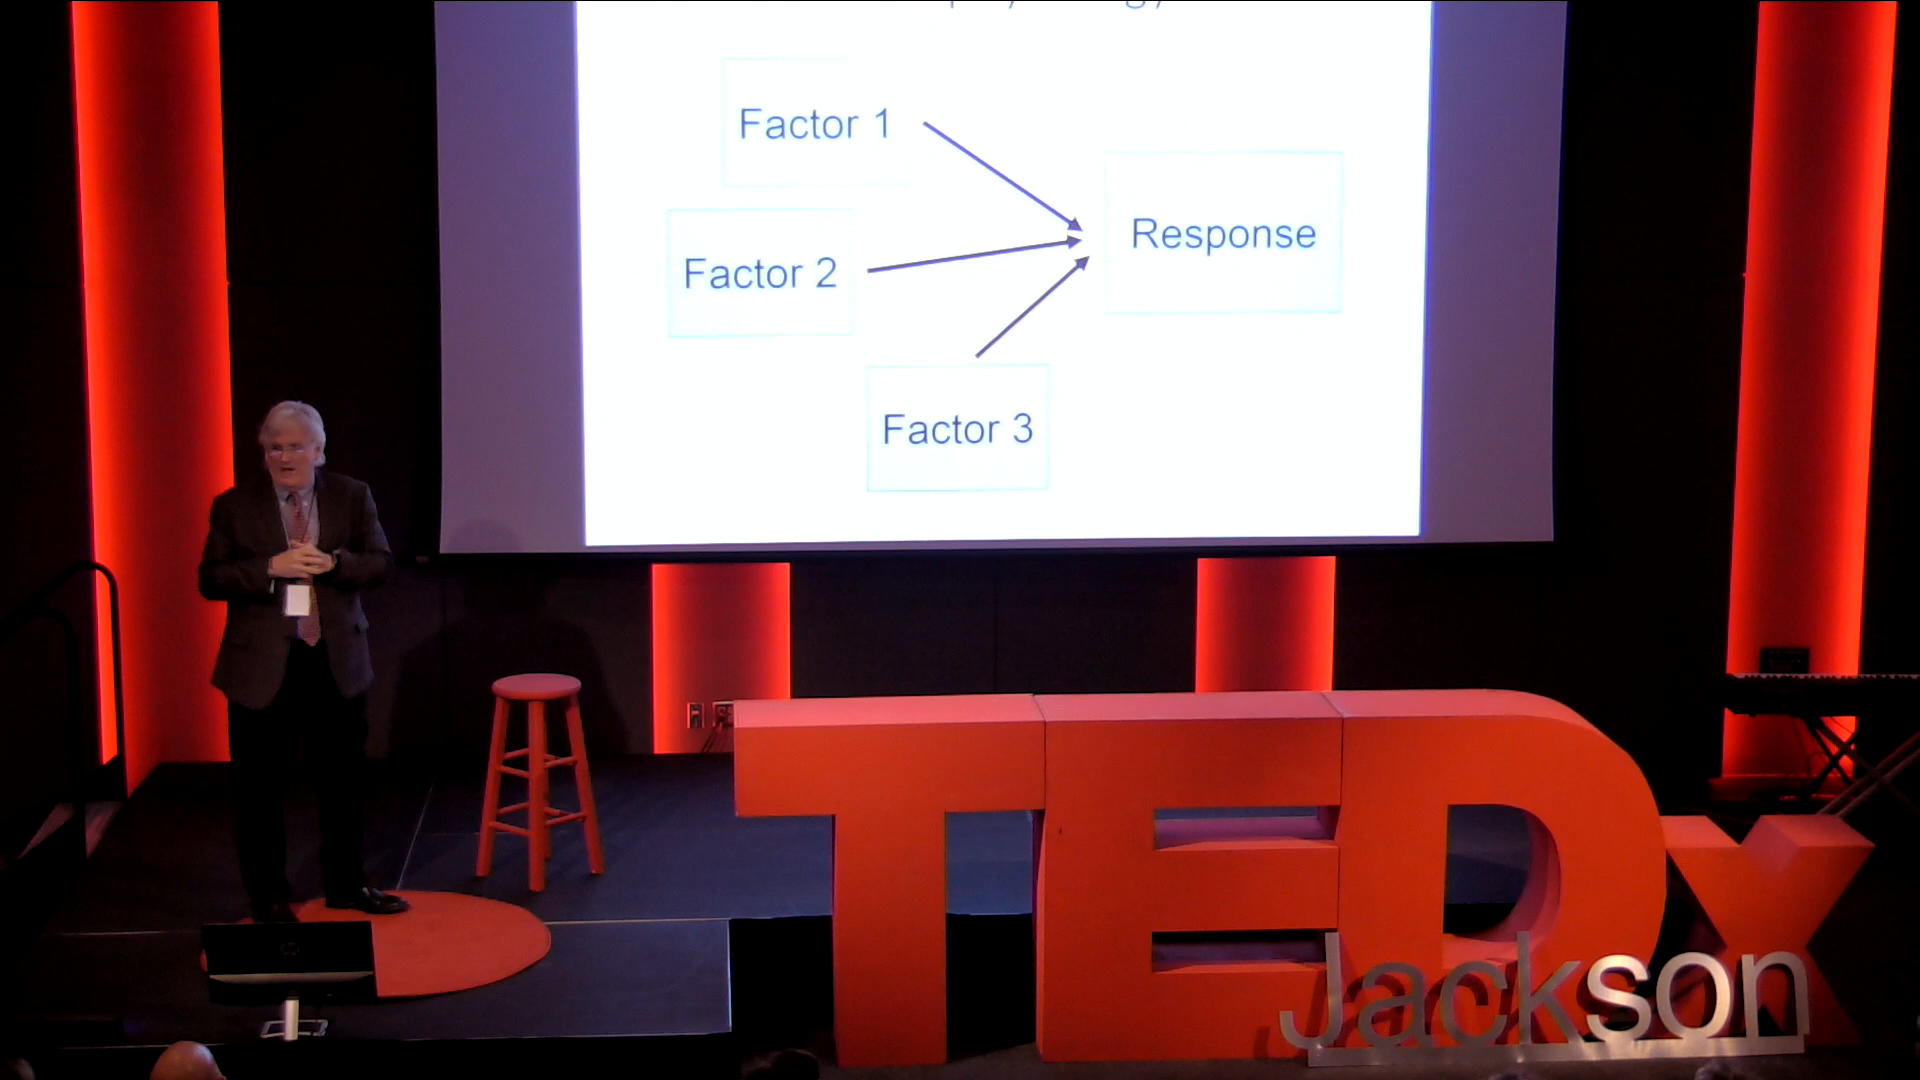 Factor 1
Response
Factor 2
Factor 3
TEDx
Jackson